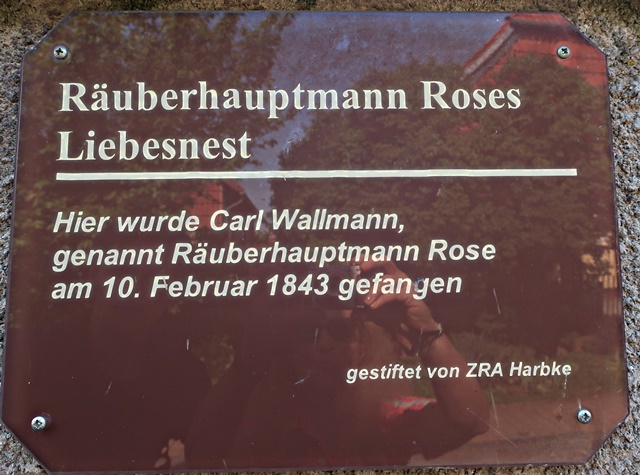 Räuberhauptmann Roses
Liebesnest
Hier wurde Carl Wallmann,
genannt Räuberhauptmann Rose
am 10. Februar 1843 gefangen
gestiftet von ZRA Harbke